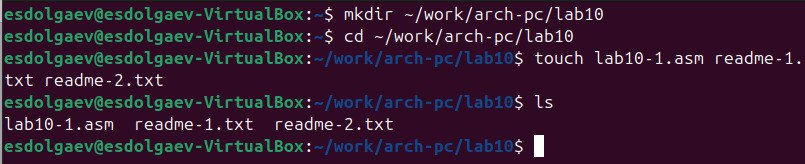 esdolgaev@esdolgaev-VirtualBox:~$ mkdir ~/work/arch-pc/lab10
esdolgaev@esdolgaev-VirtualBox:~$ cd ~/work/arch-pc/lab10
esdolgaev@esdolgaev-VirtualBox:~/work/arch-pc/lab10$ touch lab10-1.asm readme-1.
txt readme-2.txt
esdolgaev@esdolgaev-VirtualBox:~/work/arch-pc/lab10$ ls
lab10-1.asm  readme-1.txt  readme-2.txt
esdolgaev@esdolgaev-VirtualBox:~/work/arch-pc/lab10$